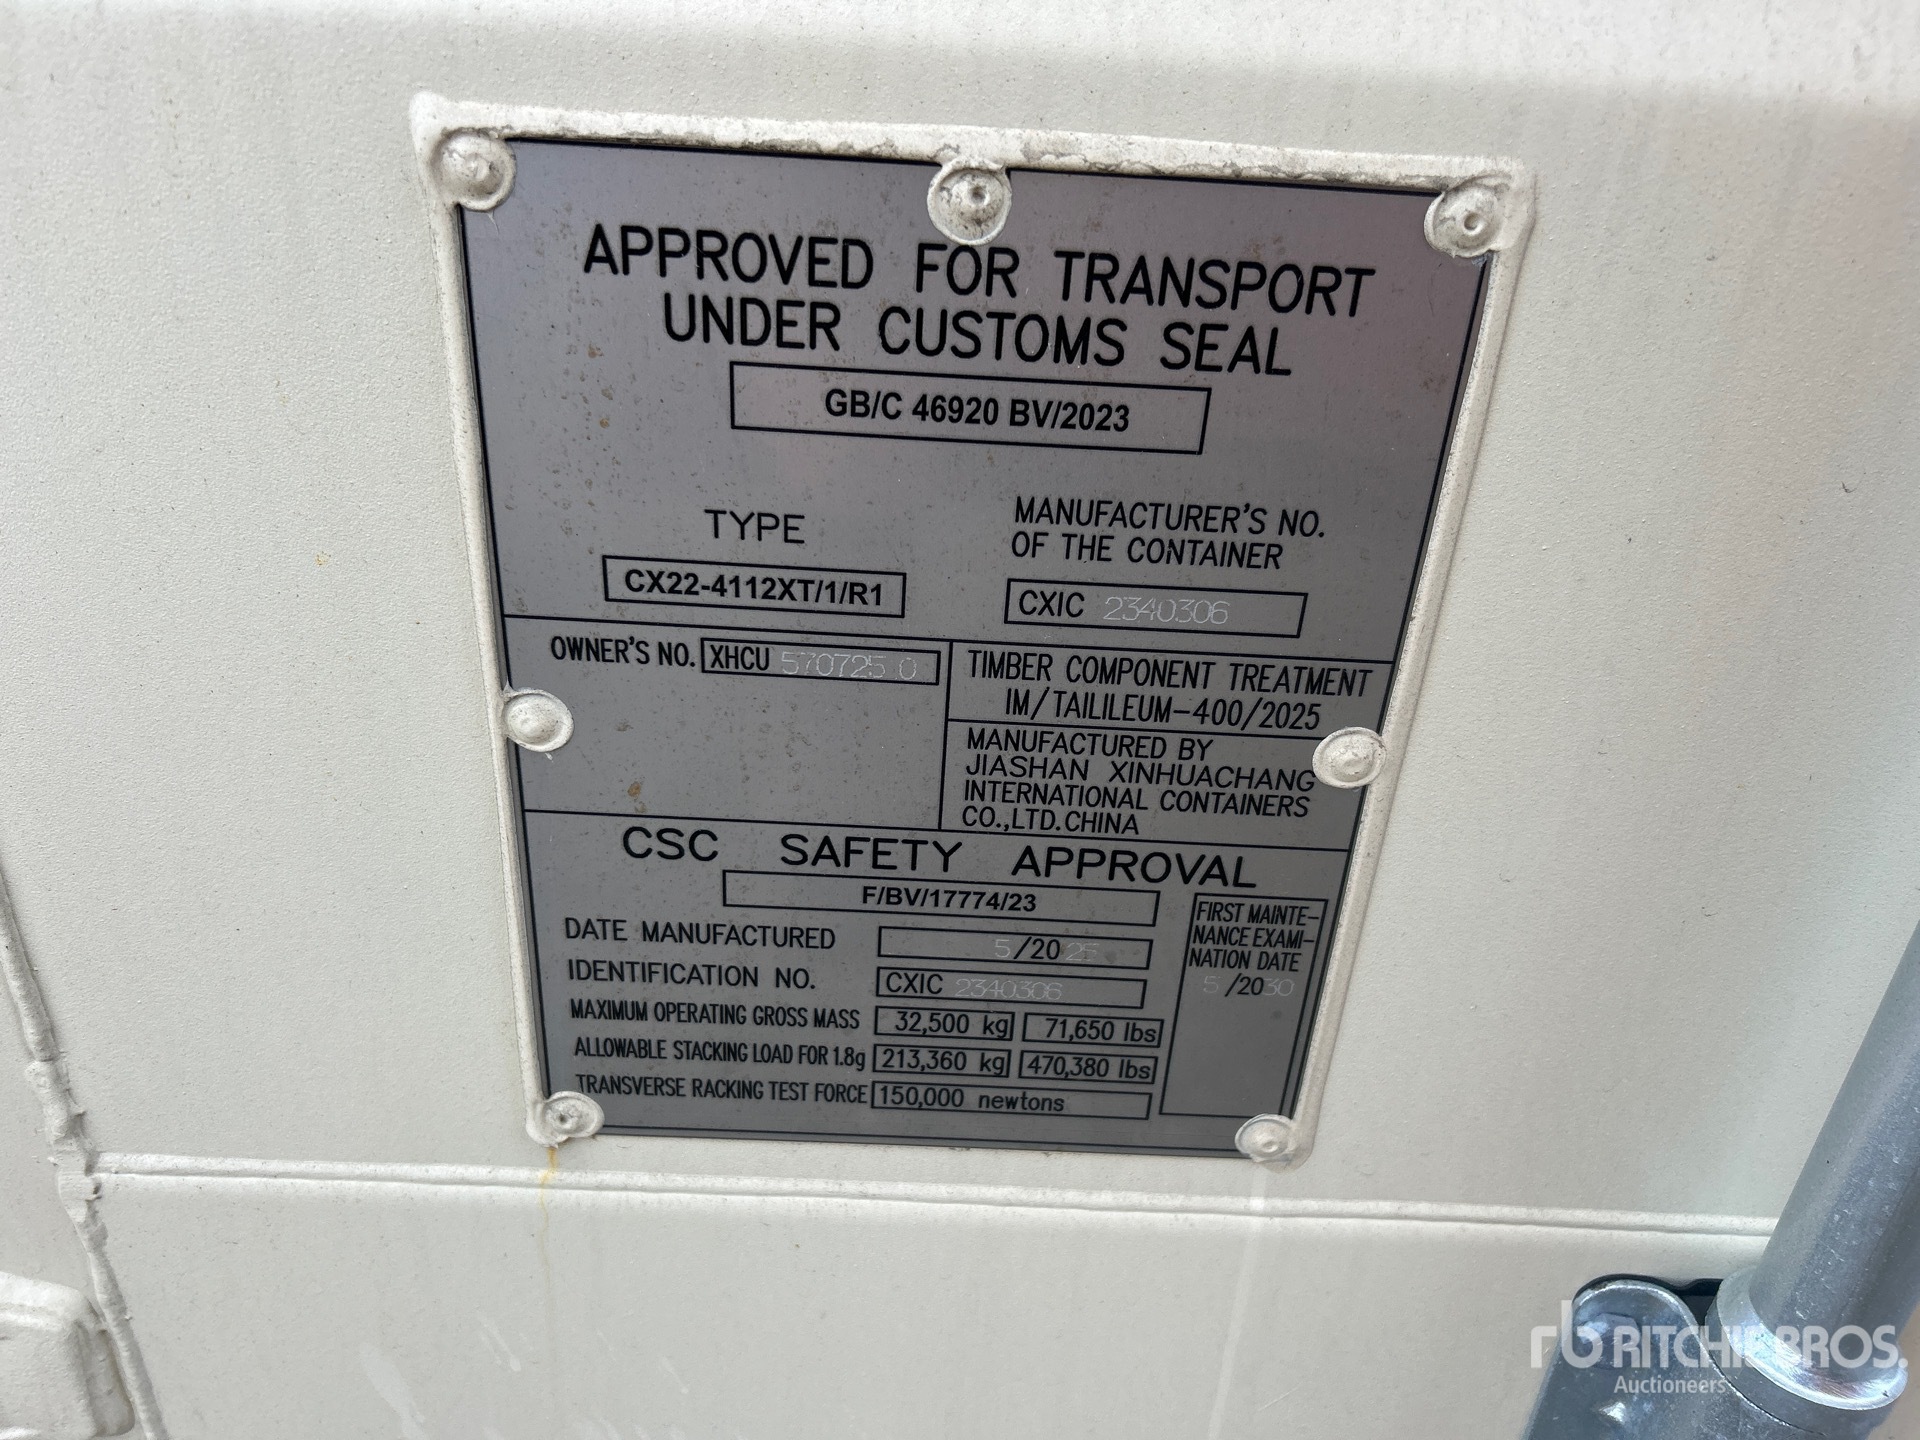 APPROVED FOR TRANSPORT
UNDER CUSTOMS SEAL
GB/C 46920 BV/2023
TYPE
CX22-4112XT/1/R1
MANUFACTURER'S NO.
OF THE CONTAINER
CXIC 2340306
OWNER'S NO. XHCU 570725 0
TIMBER COMPONENT TREATMENT
IM/TAILILEUM-400/2025
MANUFACTURED BY
JIASHAN XINHUACHANG
INTERNATIONAL CONTAINERS
CO.,LTD.CHINA
CSC SAFETY APPROVAL
F/BV/17774/23
DATE MANUFACTURED 5/2025
IDENTIFICATION NO. CXIC 2340306
MAXIMUM OPERATING GROSS MASS 32,500 kg 71,650 lbs
ALLOWABLE STACKING LOAD FOR 1.8g 213,360 kg 470,380 lbs
TRANSVERSE RACKING TEST FORCE 150,000 newtons
FIRST MAINTE-
NANCE EXAMI-
NATION DATE
5/2030
rb RITCHIE BROS.
Auctioneers